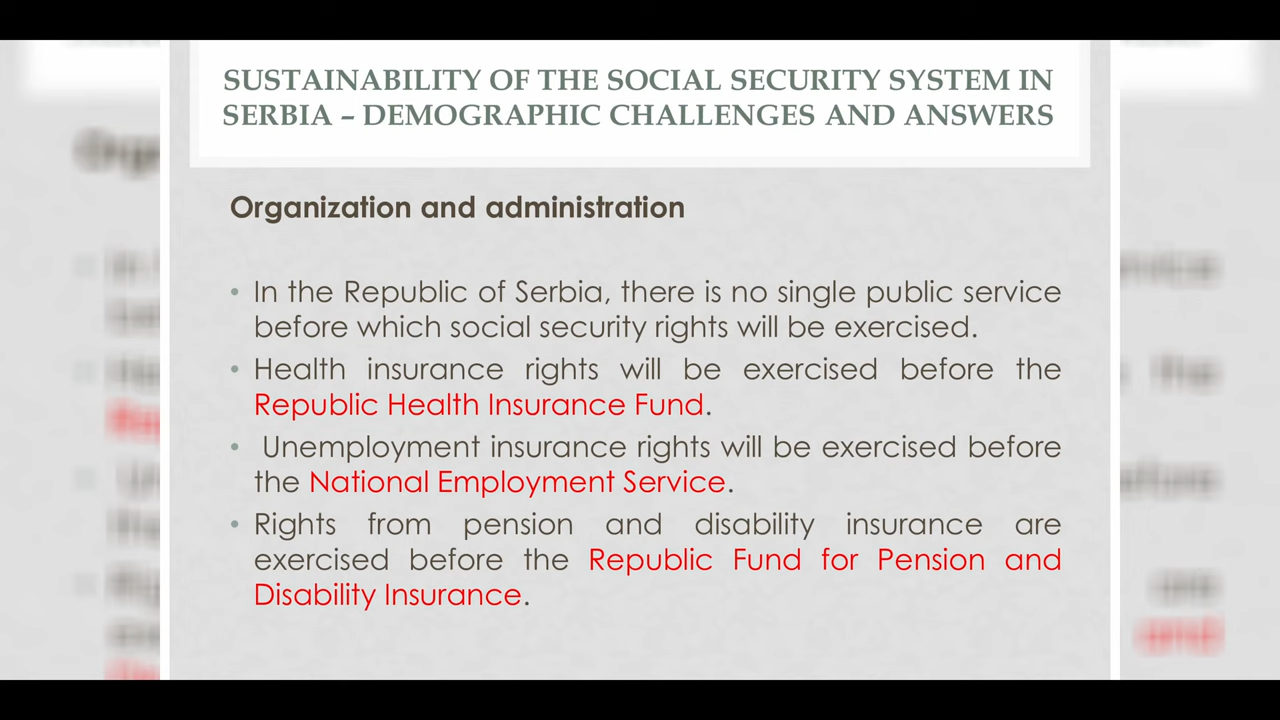 SUSTAINABILITY OF THE SOCIAL SECURITY SYSTEM IN
SERBIA – DEMOGRAPHIC CHALLENGES AND ANSWERS
Organization and administration
• In the Republic of Serbia, there is no single public service
before which social security rights will be exercised.
• Health insurance rights will be exercised before the
Republic Health Insurance Fund.
• Unemployment insurance rights will be exercised before
the National Employment Service.
• Rights from pension and disability insurance are
exercised before the Republic Fund for Pension and
Disability Insurance.